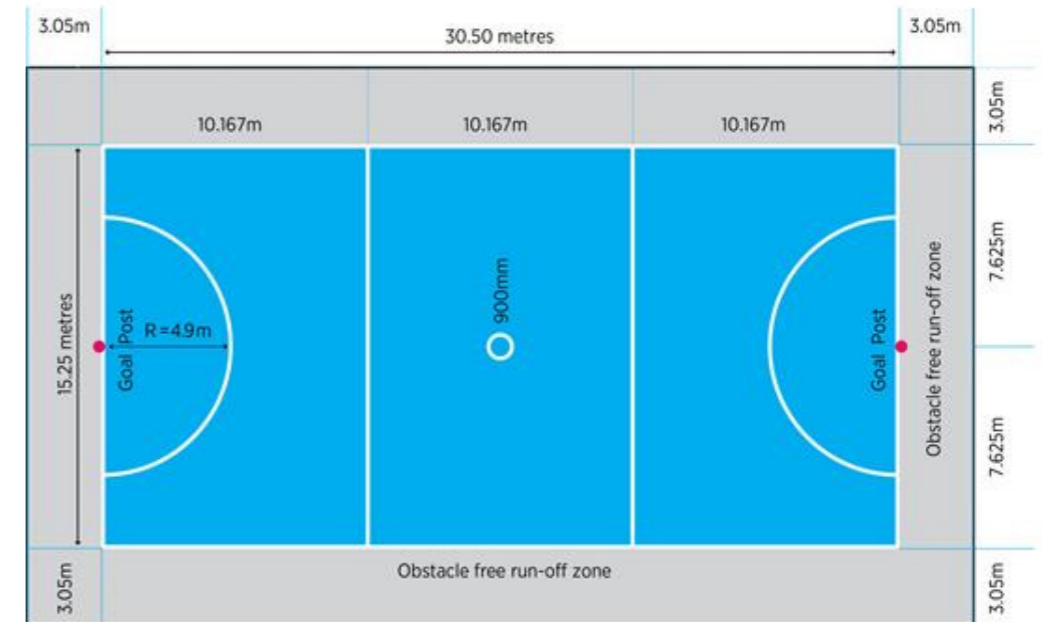 3.05m
30.50 metres
3.05m
3.05m
10.167m
10.167m
10.167m
15.25 metres
Goal Post
R=4.9m
900mm
Goal Post
Obstacle free run-off zone
7.625m
7.625m
Obstacle free run-off zone
3.05m
3.05m